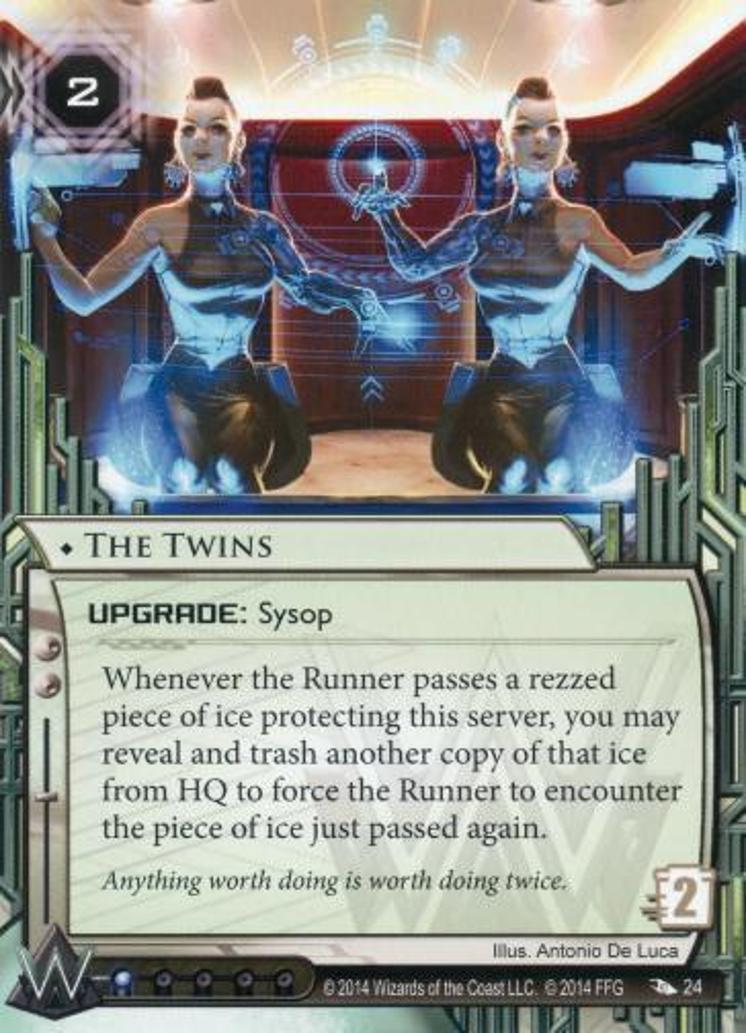 2
THE TWINS
UPGRADE: Sysop
Whenever the Runner passes a rezzed
piece of ice protecting this server, you may
reveal and trash another copy of that ice
from HQ to force the Runner to encounter
the piece of ice just passed again.
Anything worth doing is worth doing twice.
2
Illus. Antonio De Luca
W
© 2014 Wizards of the Coast LLC. © 2014 FFG 24